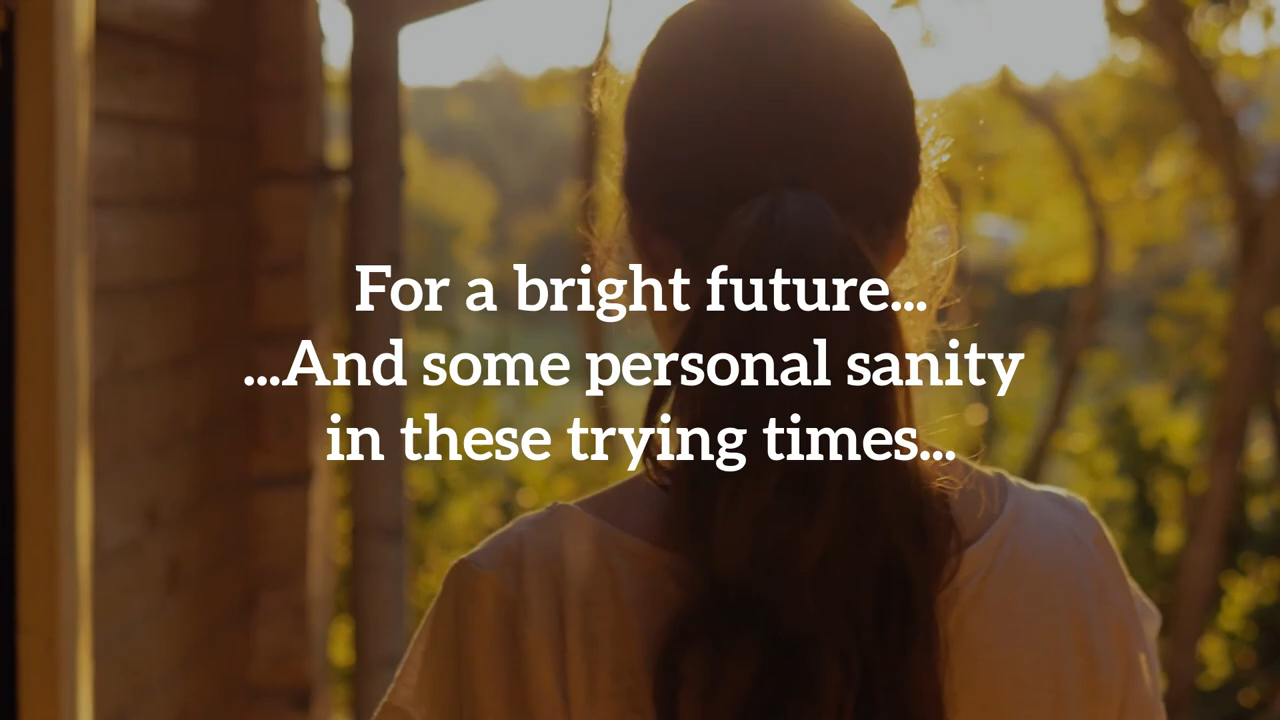 For a bright future...
...And some personal sanity
in these trying times...